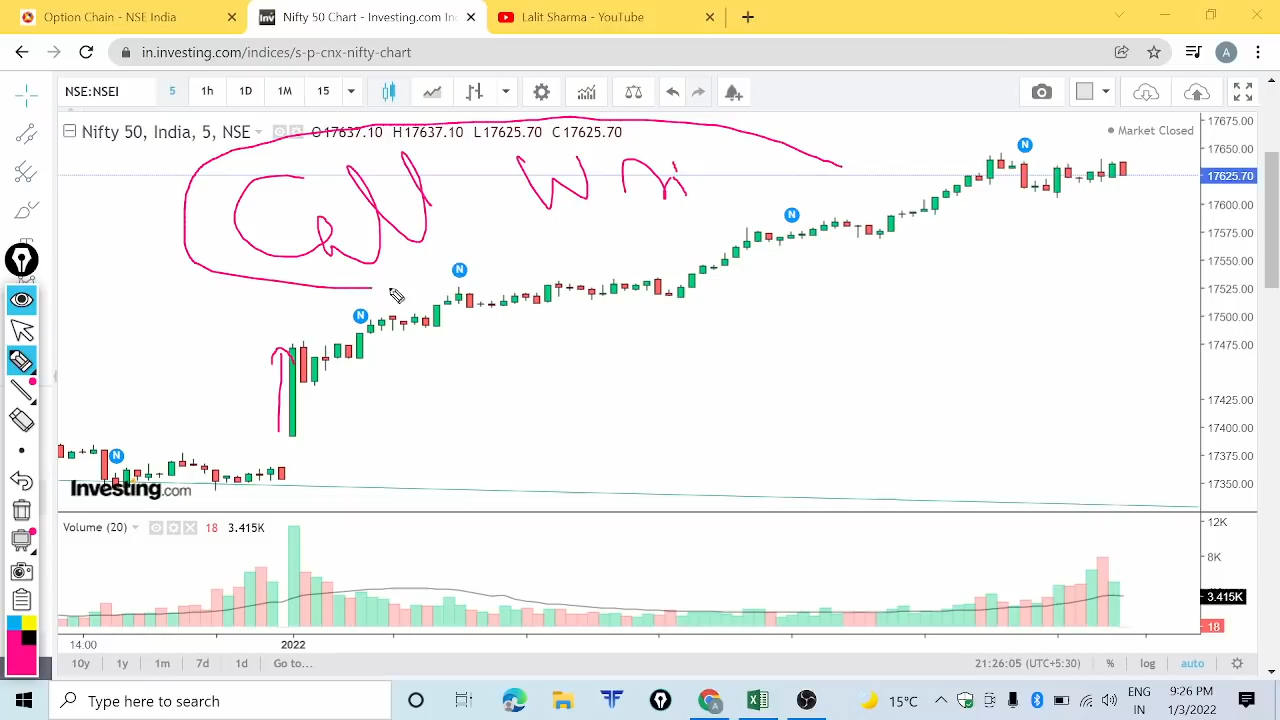 Option Chain - NSE India
Nifty 50 Chart - Investing.com Inc
Lalit Sharma - YouTube
in.investing.com/indices/s-p-cnx-nifty-chart
A
NSE:NSEI 5 1h 1D 1M 15
Nifty 50, India, 5, NSE O17637.10 H17637.10 L17625.70 C17625.70
Market Closed
Call Wri
N
N
N
N
N
17675.00
17650.00
17625.70
17600.00
17575.00
17550.00
17525.00
17500.00
17475.00
17450.00
17425.00
17400.00
17375.00
17350.00
Investing.com
Volume (20) 18 3.415K
12K
8K
3.415K
18
14:00 2022
10y 1y 1m 7d 1d Go to... 21:26:05 (UTC+5:30) % log auto
Type here to search
15°C
ENG
IN
9:26 PM
1/3/2022